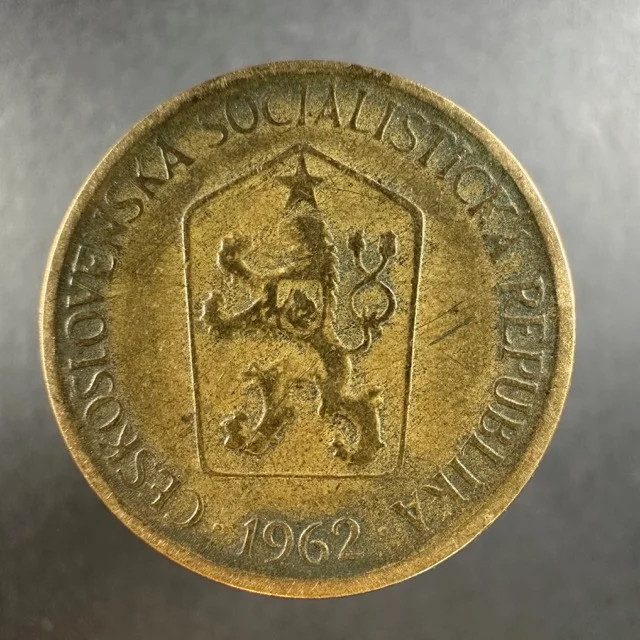 ČESKOSLOVENSKÁ SOCIALISTICKÁ REPUBLIKA
· 1962 ·